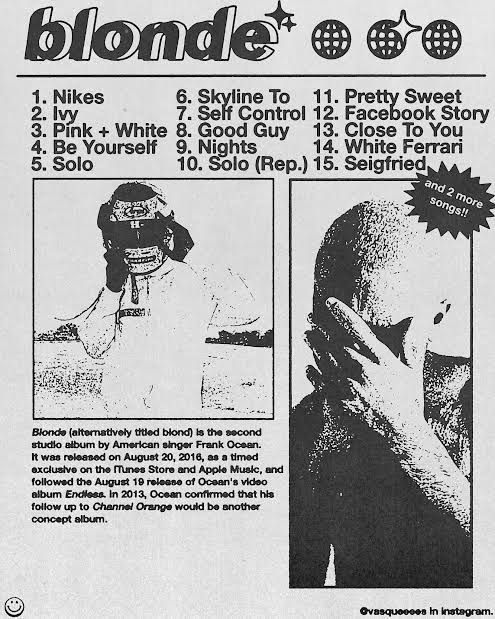 blonde
1. Nikes
2. Ivy
3. Pink + White
4. Be Yourself
5. Solo
6. Skyline To
7. Self Control
8. Good Guy
9. Nights
10. Solo (Rep.)
11. Pretty Sweet
12. Facebook Story
13. Close To You
14. White Ferrari
15. Seigfried
and 2 more
songs!!
Blonde (alternatively titled blond) is the second
studio album by American singer Frank Ocean.
It was released on August 20, 2016, as a timed
exclusive on the iTunes Store and Apple Music, and
followed the August 19 release of Ocean's video
album Endless. In 2013, Ocean confirmed that his
follow up to Channel Orange would be another
concept album.
@vasqueeees in instagram.